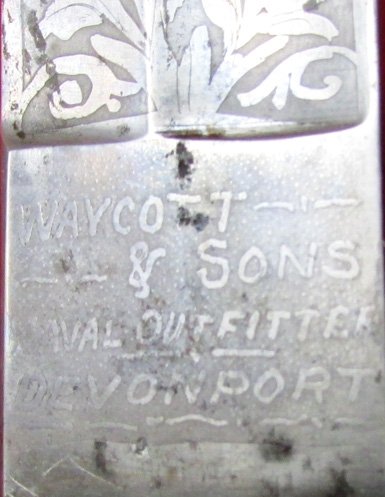 WAYCOTT
& SONS
NAVAL OUTFITTER
DEVONPORT